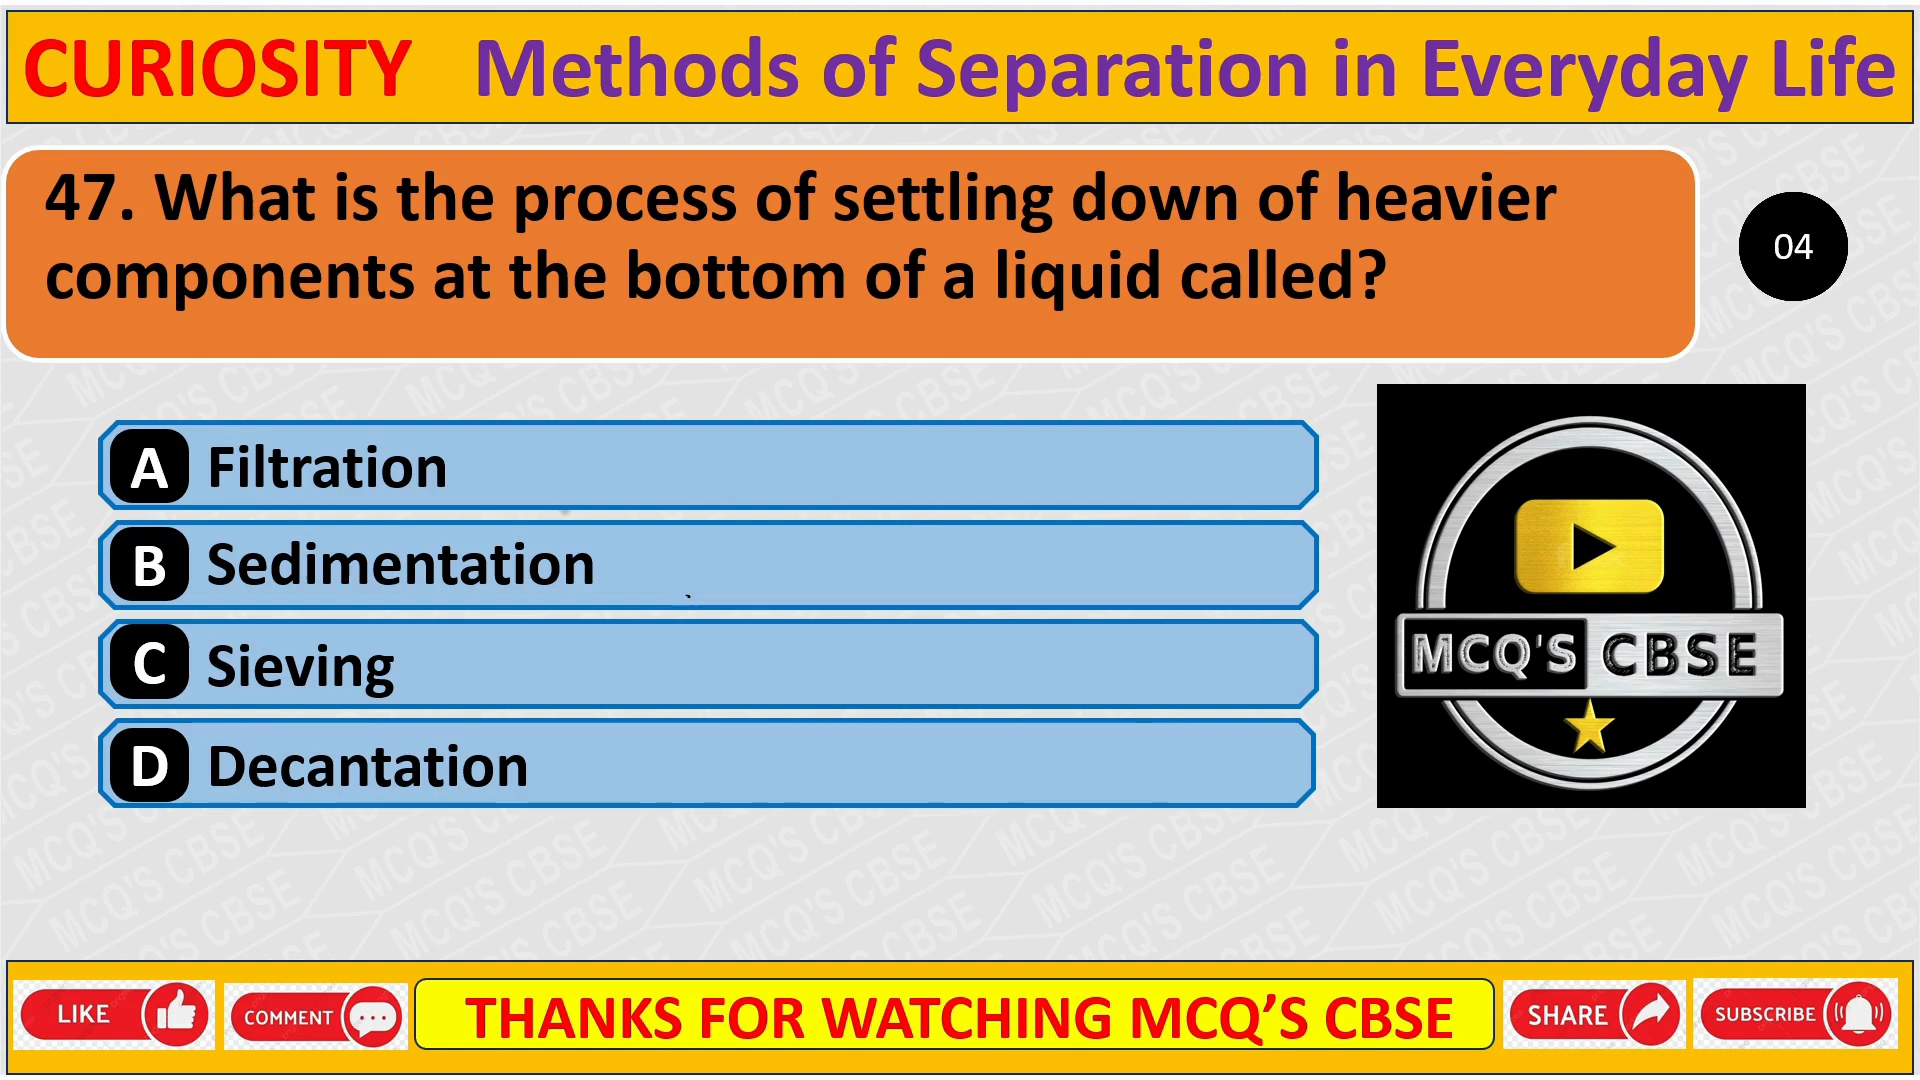 CURIOSITY Methods of Separation in Everyday Life
47. What is the process of settling down of heavier
components at the bottom of a liquid called?
04
A Filtration
B Sedimentation
C Sieving
D Decantation
MCQ'S CBSE
LIKE
COMMENT
THANKS FOR WATCHING MCQ’S CBSE
SHARE
SUBSCRIBE